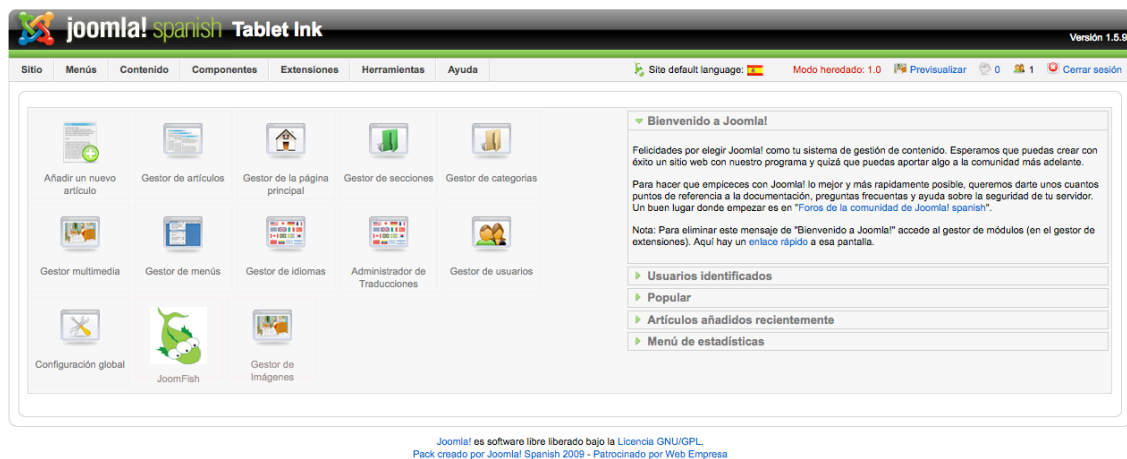 joomla! spanish Tablet Ink
Versión 1.5.9
Sitio Menús Contenido Componentes Extensiones Herramientas Ayuda Site default language: Modo heredado: 1.0 Previsualizar 0 1 Cerrar sesión
Añadir un nuevo
artículo
Gestor de artículos
Gestor de la página
principal
Gestor de secciones
Gestor de categorias
Gestor multimedia
Gestor de menús
Gestor de idiomas
Administrador de
Traducciones
Gestor de usuarios
Configuración global
JoomFish
Gestor de
Imágenes
Bienvenido a Joomla!
Felicidades por elegir Joomla! como tu sistema de gestión de contenido. Esperamos que puedas crear con
éxito un sitio web con nuestro programa y quizá que puedas aportar algo a la comunidad más adelante.
Para hacer que empiceces con Joomla! lo mejor y más rapidamente posible, queremos darte unos cuantos
puntos de referencia a la documentación, preguntas frecuentes y ayuda sobre la seguridad de tu servidor.
Un buen lugar donde empezar es en "Foros de la comunidad de Joomla! spanish".
Nota: Para eliminar este mensaje de "Bienvenido a Joomla!" accede al gestor de módulos (en el gestor de
extensiones). Aquí hay un enlace rápido a esa pantalla.
Usuarios identificados
Popular
Artículos añadidos recientemente
Menú de estadísticas
Joomla! es software libre liberado bajo la Licencia GNU/GPL.
Pack creado por Joomla! Spanish 2009 - Patrocinado por Web Empresa